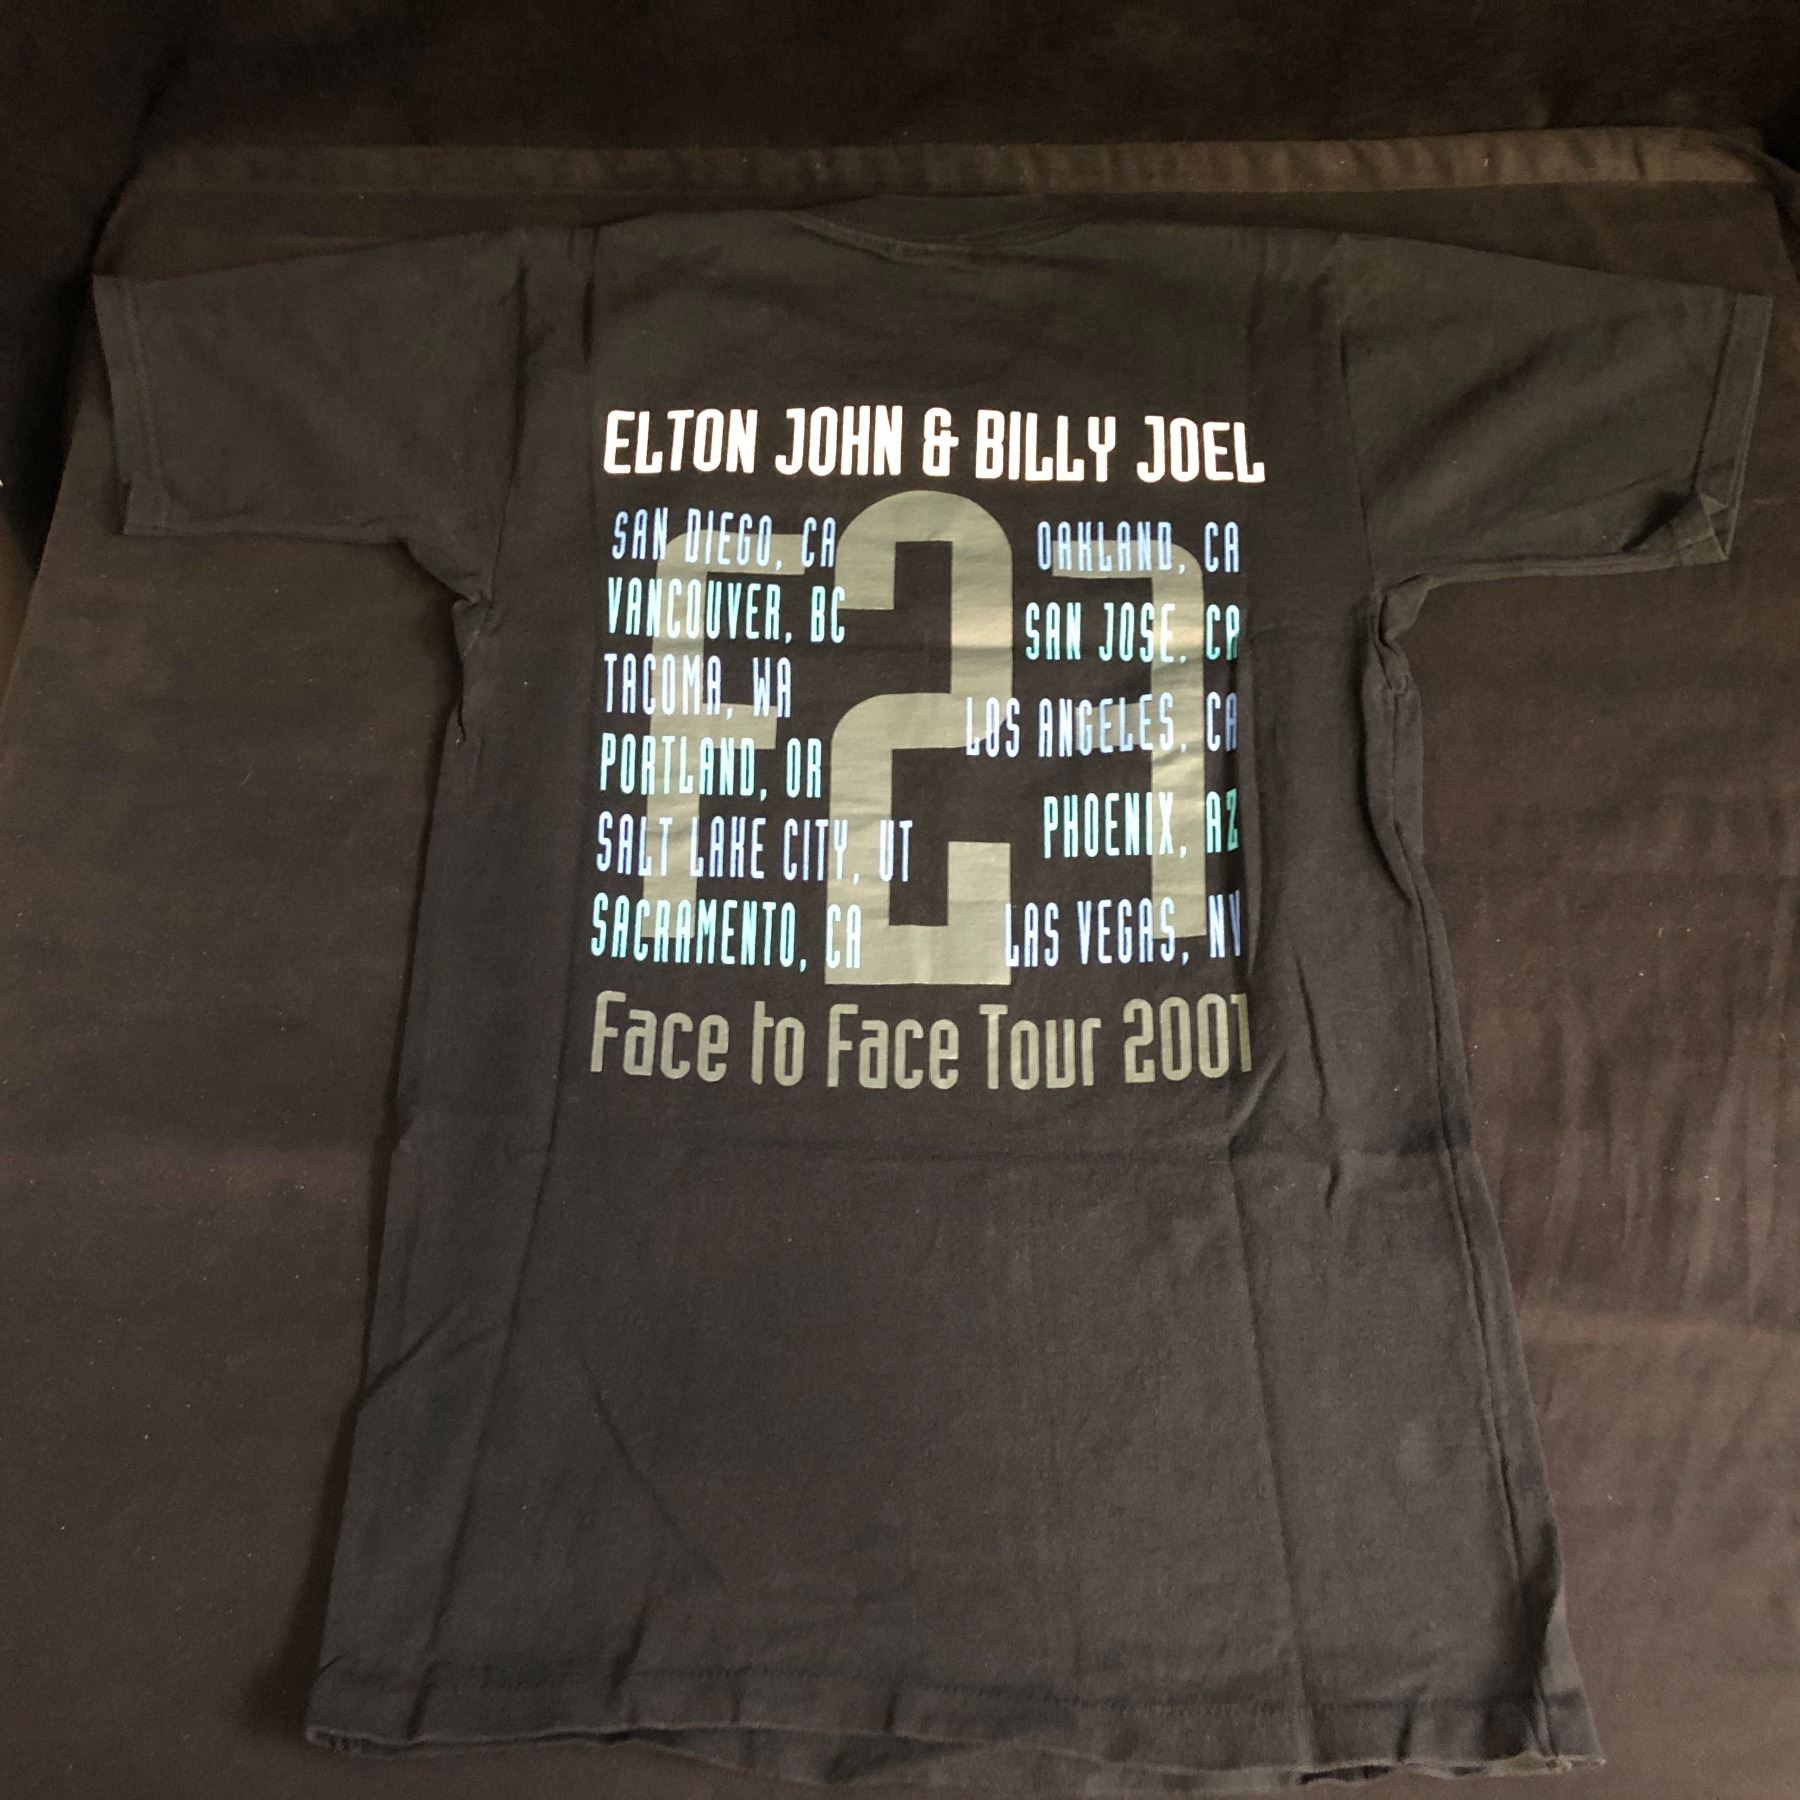 ELTON JOHN & BILLY JOEL
SAN DIEGO, CA
VANCOUVER, BC
TACOMA, WA
PORTLAND, OR
SALT LAKE CITY, UT
SACRAMENTO, CA
OAKLAND, CA
SAN JOSE, CA
LOS ANGELES, CA
PHOENIX, AZ
LAS VEGAS, NV
F2F
Face to Face Tour 2001